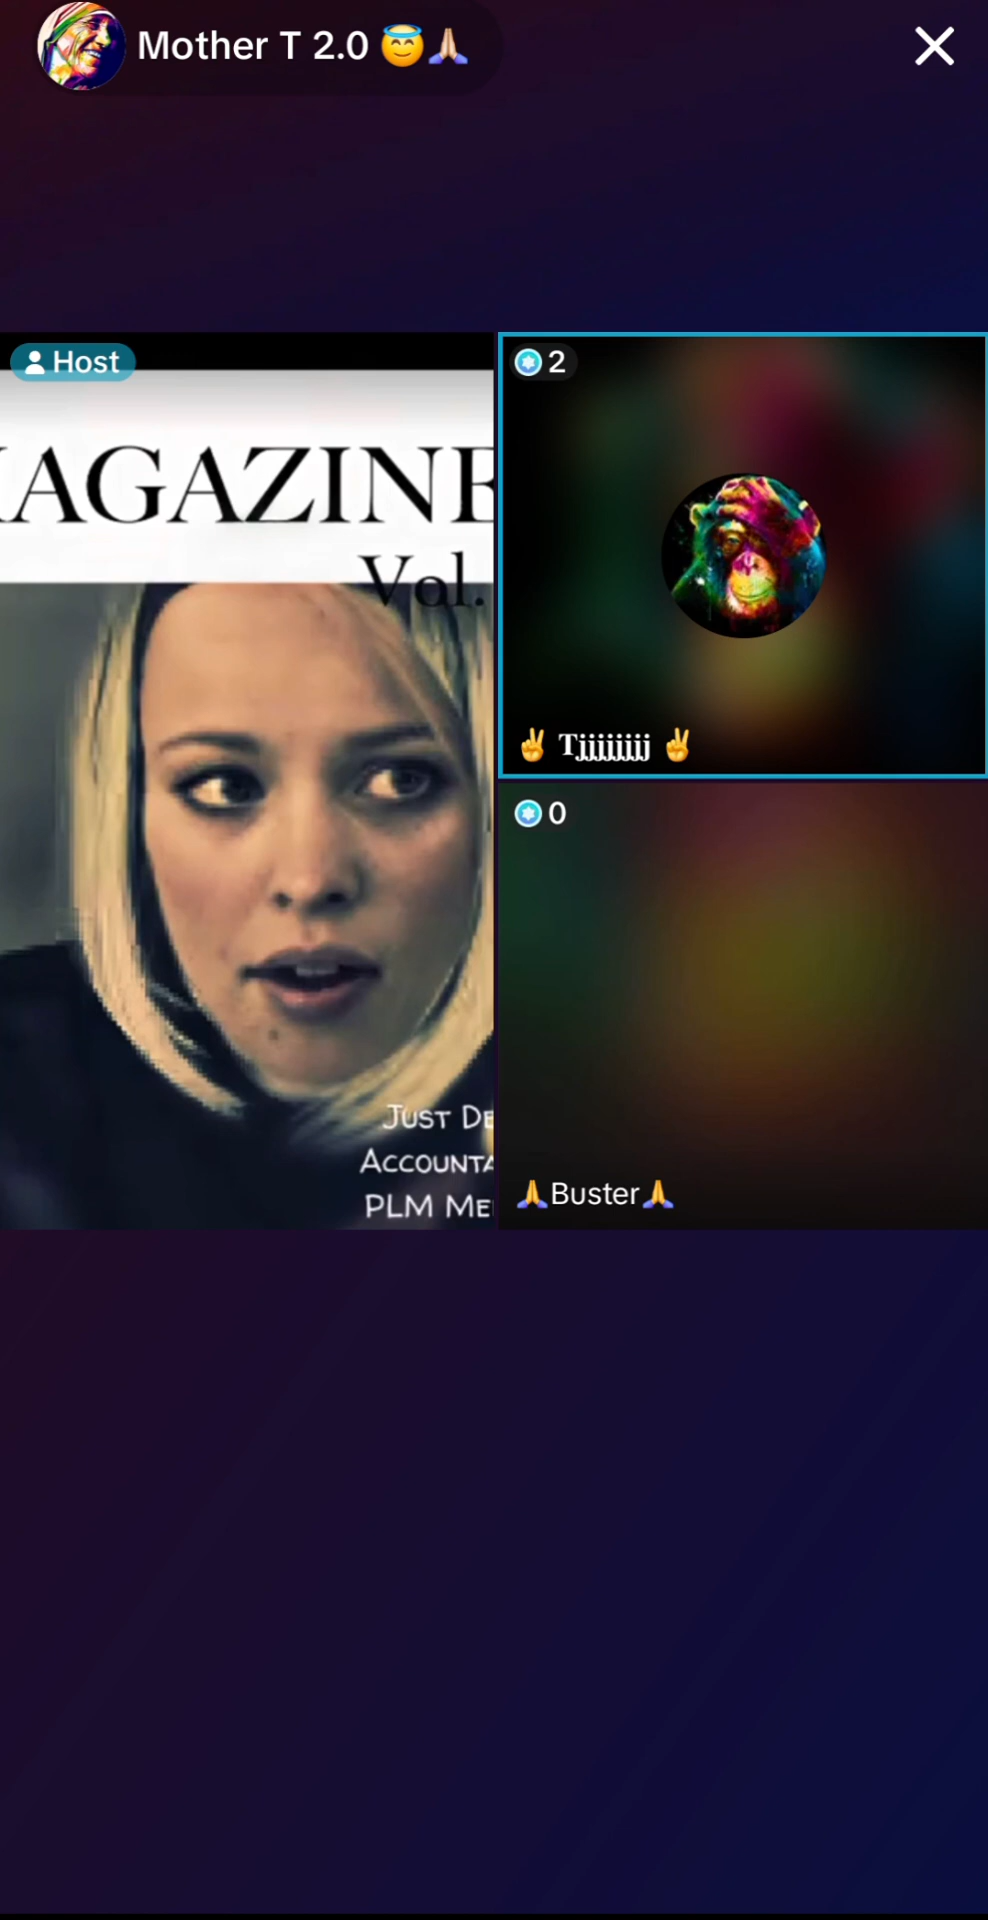 Mother T 2.0 😇🙏🏻
Host
AGAZINE
Vol.
JUST DE
ACCOUNTA
PLM ME
2
✌️ Tjjjjjjjj ✌️
0
🙏Buster🙏